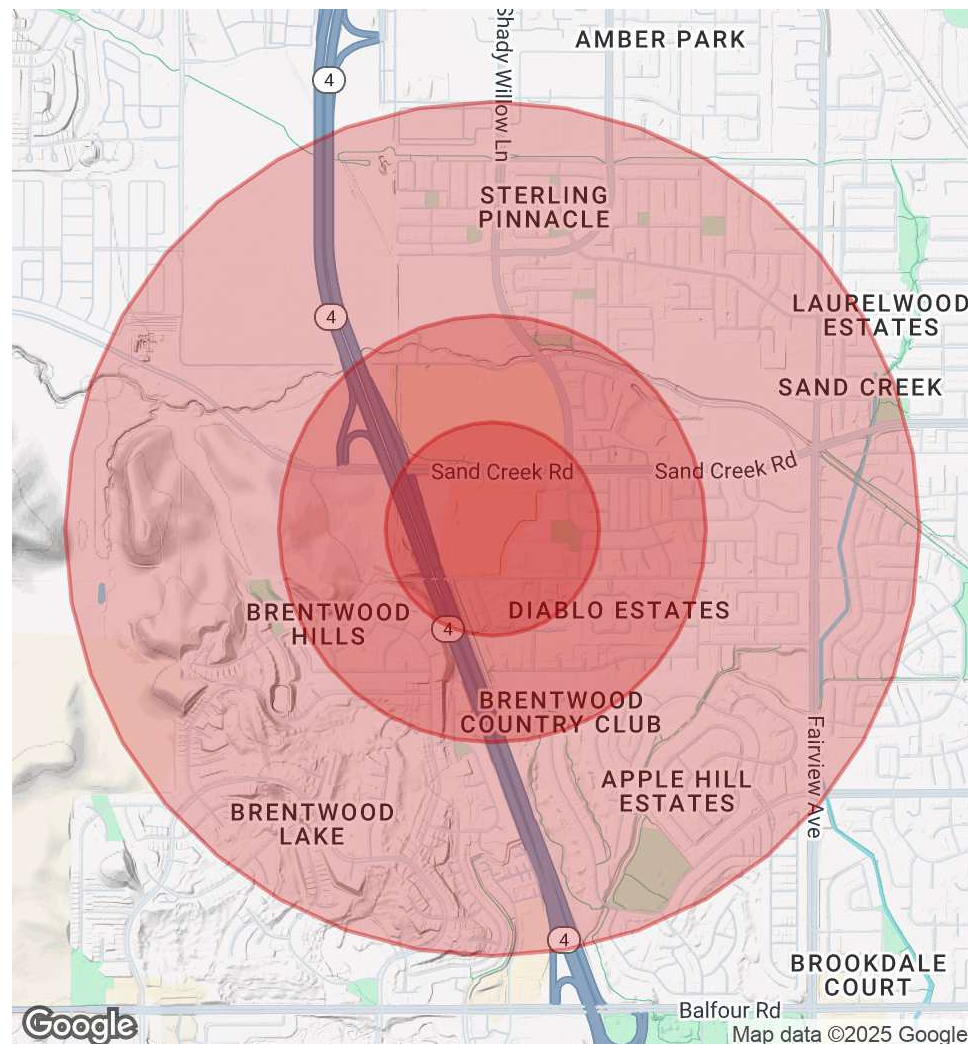 AMBER PARK
Shady Willow Ln
4
STERLING
PINNACLE
LAURELWOOD
ESTATES
4
SAND CREEK
Sand Creek Rd
Sand Creek Rd
BRENTWOOD
HILLS
DIABLO ESTATES
4
BRENTWOOD
COUNTRY CLUB
Fairview Ave
APPLE HILL
ESTATES
BRENTWOOD
LAKE
4
BROOKDALE
COURT
Balfour Rd
Google
Map data ©2025 Google